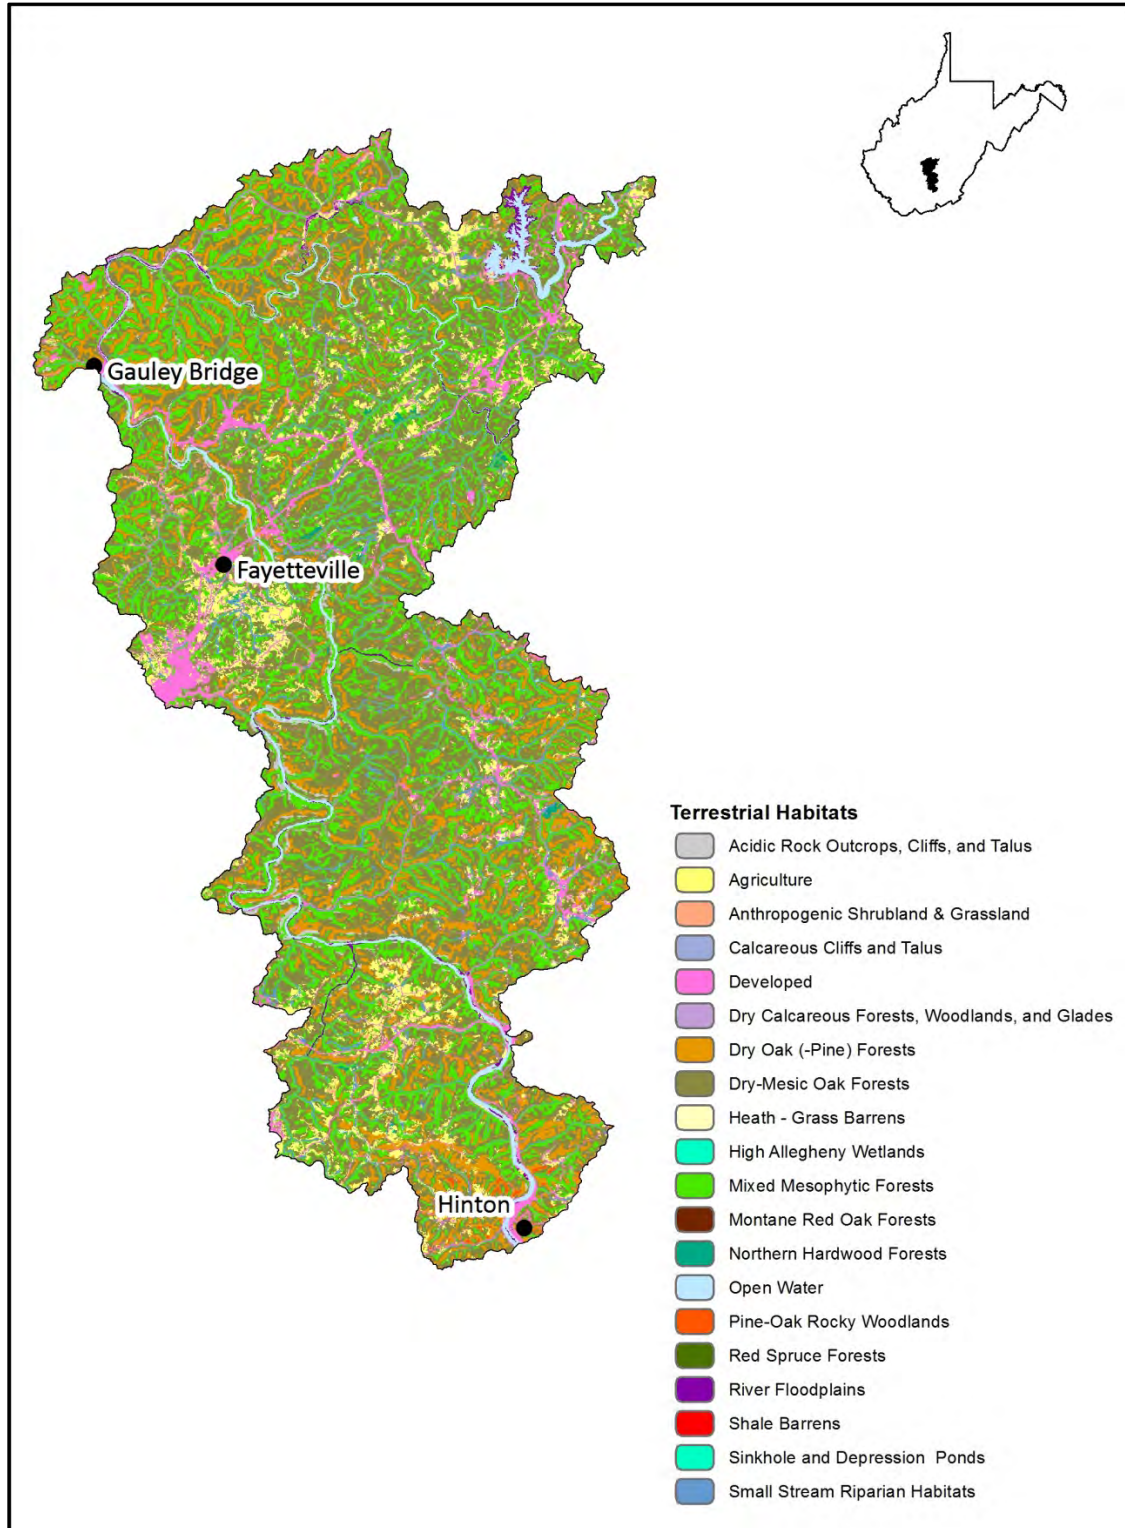 Gauley Bridge
Fayetteville
Hinton
Terrestrial Habitats
Acidic Rock Outcrops, Cliffs, and Talus
Agriculture
Anthropogenic Shrubland & Grassland
Calcareous Cliffs and Talus
Developed
Dry Calcareous Forests, Woodlands, and Glades
Dry Oak (-Pine) Forests
Dry-Mesic Oak Forests
Heath - Grass Barrens
High Allegheny Wetlands
Mixed Mesophytic Forests
Montane Red Oak Forests
Northern Hardwood Forests
Open Water
Pine-Oak Rocky Woodlands
Red Spruce Forests
River Floodplains
Shale Barrens
Sinkhole and Depression  Ponds
Small Stream Riparian Habitats